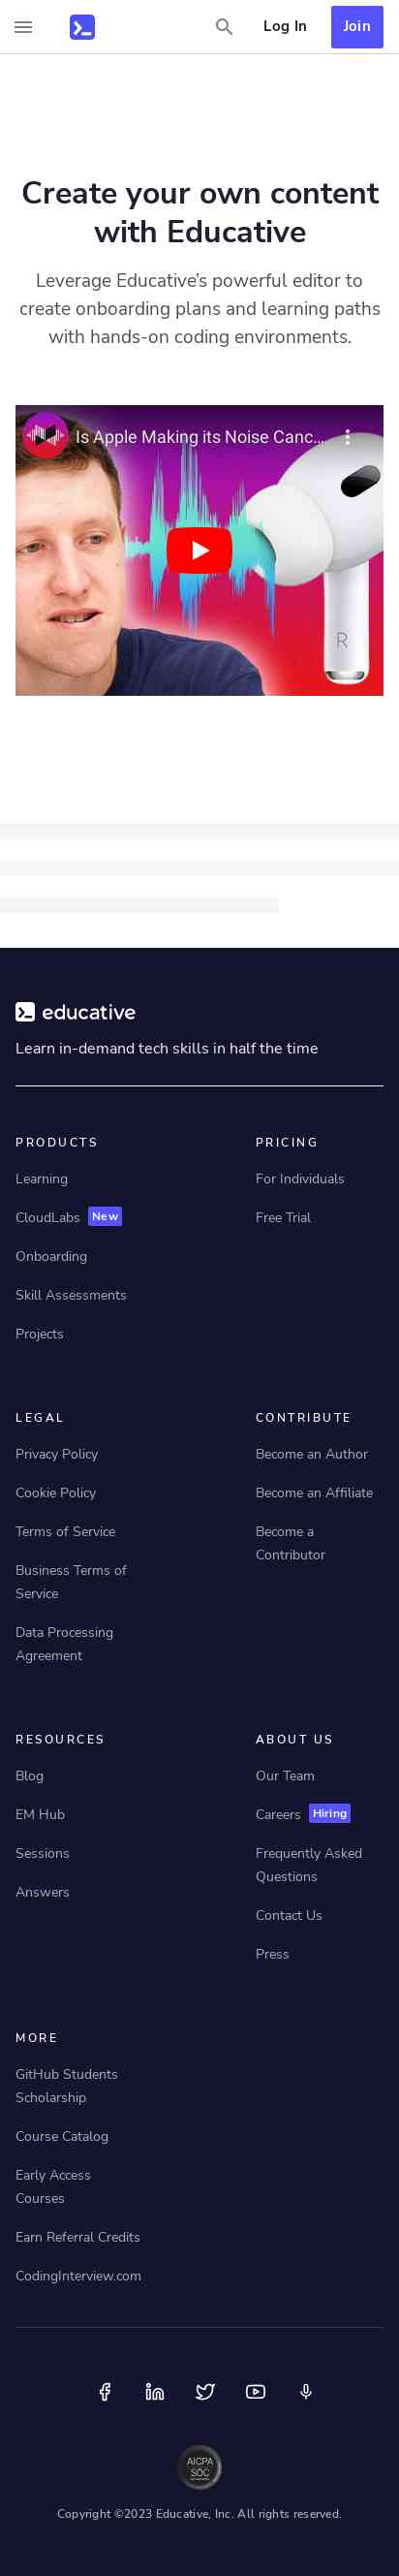 Log In
Join
Create your own content
with Educative
Leverage Educative’s powerful editor to
create onboarding plans and learning paths
with hands-on coding environments.
Is Apple Making its Noise Canc...
R
educative
Learn in-demand tech skills in half the time
PRODUCTS
Learning
CloudLabs New
Onboarding
Skill Assessments
Projects
PRICING
For Individuals
Free Trial
LEGAL
Privacy Policy
Cookie Policy
Terms of Service
Business Terms of
Service
Data Processing
Agreement
CONTRIBUTE
Become an Author
Become an Affiliate
Become a
Contributor
RESOURCES
Blog
EM Hub
Sessions
Answers
ABOUT US
Our Team
Careers Hiring
Frequently Asked
Questions
Contact Us
Press
MORE
GitHub Students
Scholarship
Course Catalog
Early Access
Courses
Earn Referral Credits
CodingInterview.com
AICPA
SOC
Copyright ©2023 Educative, Inc. All rights reserved.